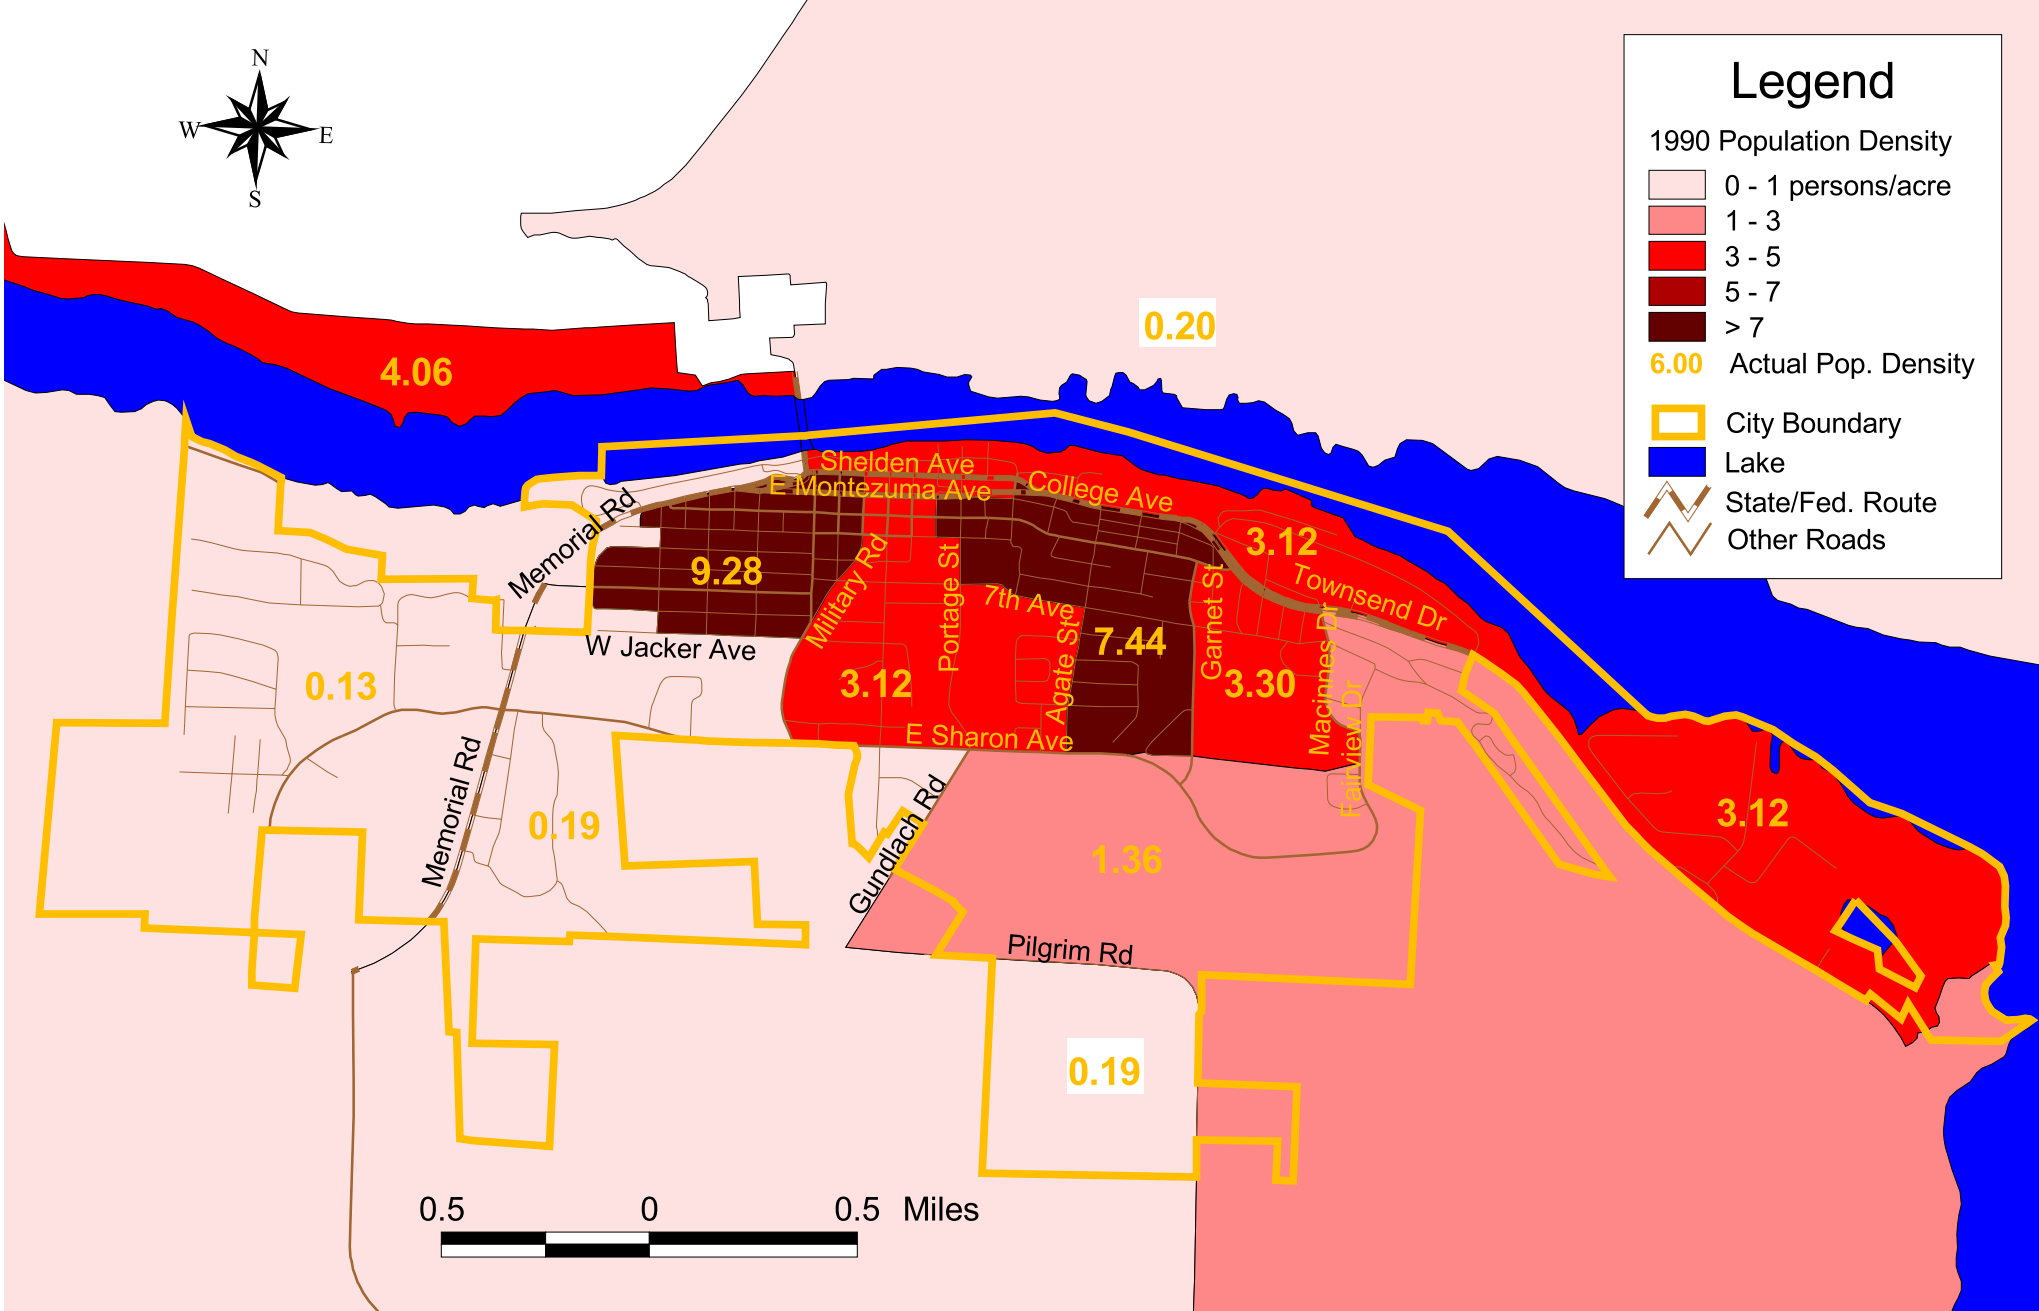 N
W
E
S
Legend
1990 Population Density
0 - 1 persons/acre
1 - 3
3 - 5
5 - 7
> 7
6.00 Actual Pop. Density
City Boundary
Lake
State/Fed. Route
Other Roads
0.20
4.06
Shelden Ave
E Montezuma Ave
College Ave
Memorial Rd
9.28
Military Rd
Portage St
7th Ave
Agate St
7.44
Garnet St
3.12
Townsend Dr
W Jacker Ave
0.13
3.12
3.30
Macinnes Dr
Fairview Dr
E Sharon Ave
Memorial Rd
0.19
Gundlach Rd
1.36
3.12
Pilgrim Rd
0.19
0.5 0 0.5 Miles